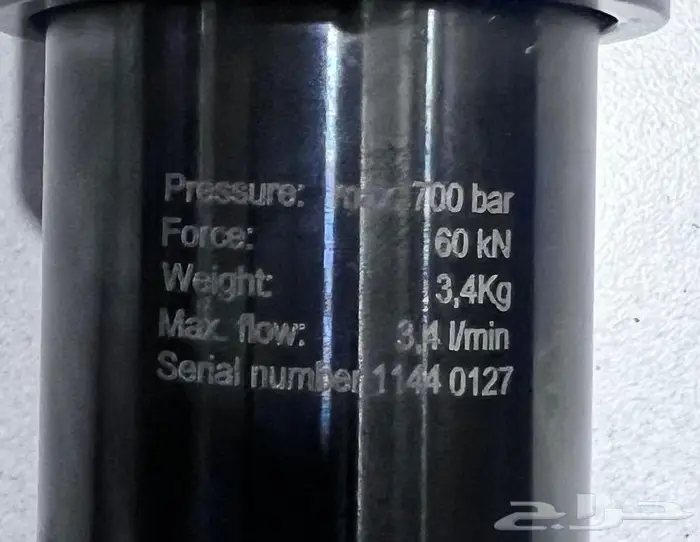 Pressure: max. 700 bar
Force: 60 kN
Weight: 3,4Kg
Max. flow: 3,4 l/min
Serial number 1144 0127
حراج